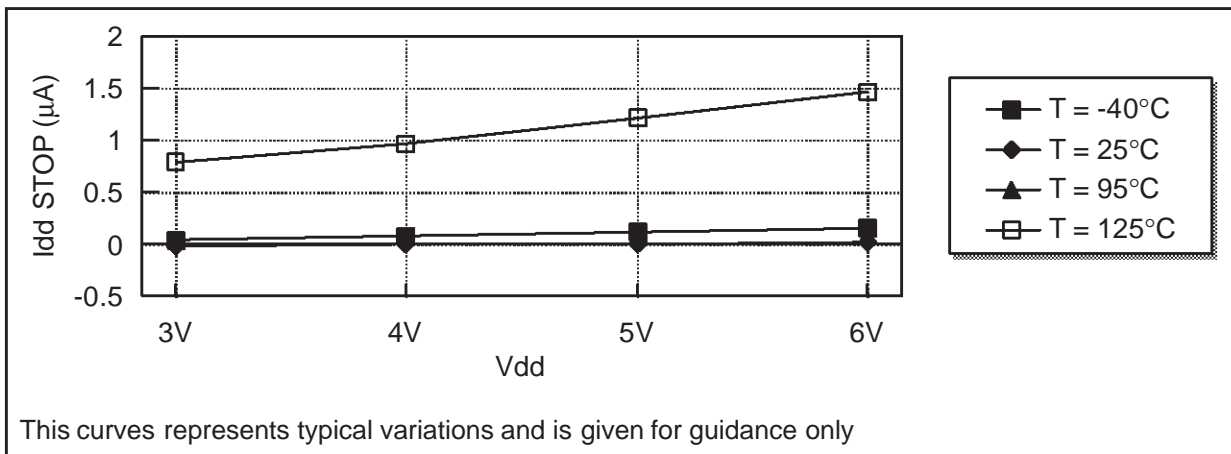 2
1.5
1
0.5
0
-0.5
Idd STOP (μA)
3V
4V
5V
6V
Vdd
T = -40°C
T = 25°C
T = 95°C
T = 125°C
This curves represents typical variations and is given for guidance only